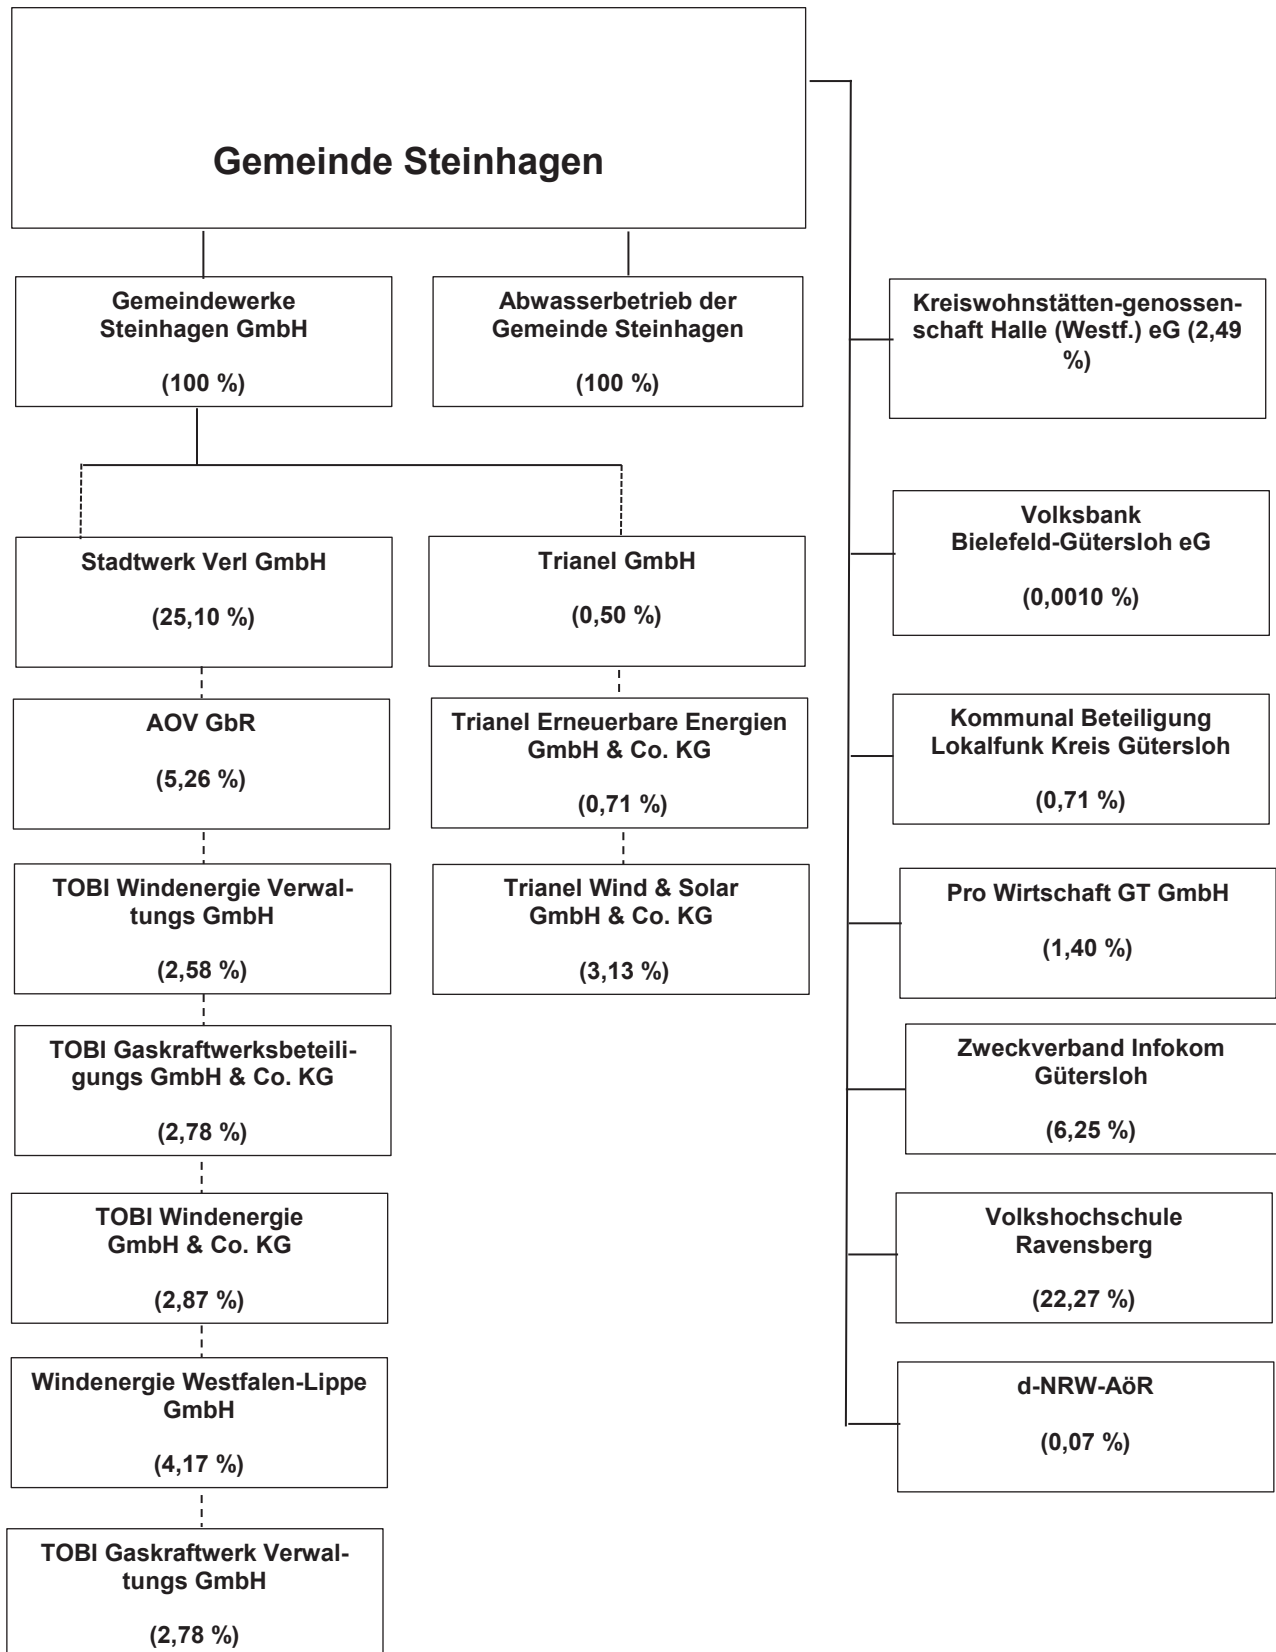 Gemeinde Steinhagen
Gemeindewerke
Steinhagen GmbH
(100 %)
Abwasserbetrieb der
Gemeinde Steinhagen
(100 %)
Stadtwerk Verl GmbH
(25,10 %)
AOV GbR
(5,26 %)
TOBI Windenergie Verwal-
tungs GmbH
(2,58 %)
TOBI Gaskraftwerksbeteili-
gungs GmbH & Co. KG
(2,78 %)
TOBI Windenergie
GmbH & Co. KG
(2,87 %)
Windenergie Westfalen-Lippe
GmbH
(4,17 %)
TOBI Gaskraftwerk Verwal-
tungs GmbH
(2,78 %)
Trianel GmbH
(0,50 %)
Trianel Erneuerbare Energien
GmbH & Co. KG
(0,71 %)
Trianel Wind & Solar
GmbH & Co. KG
(3,13 %)
Kreiswohnstätten-genossen-
schaft Halle (Westf.) eG (2,49
%)
Volksbank
Bielefeld-Gütersloh eG
(0,0010 %)
Kommunal Beteiligung
Lokalfunk Kreis Gütersloh
(0,71 %)
Pro Wirtschaft GT GmbH
(1,40 %)
Zweckverband Infokom
Gütersloh
(6,25 %)
Volkshochschule
Ravensberg
(22,27 %)
d-NRW-AöR
(0,07 %)